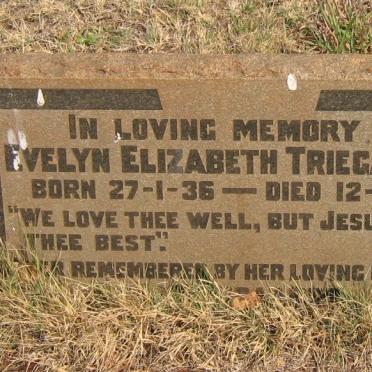 IN LOVING MEMORY
EVELYN ELIZABETH TRIEG
BORN 27-1-36 — DIED 12-
"WE LOVE THEE WELL, BUT JESU
THEE BEST".
REMEMBERED BY HER LOVING